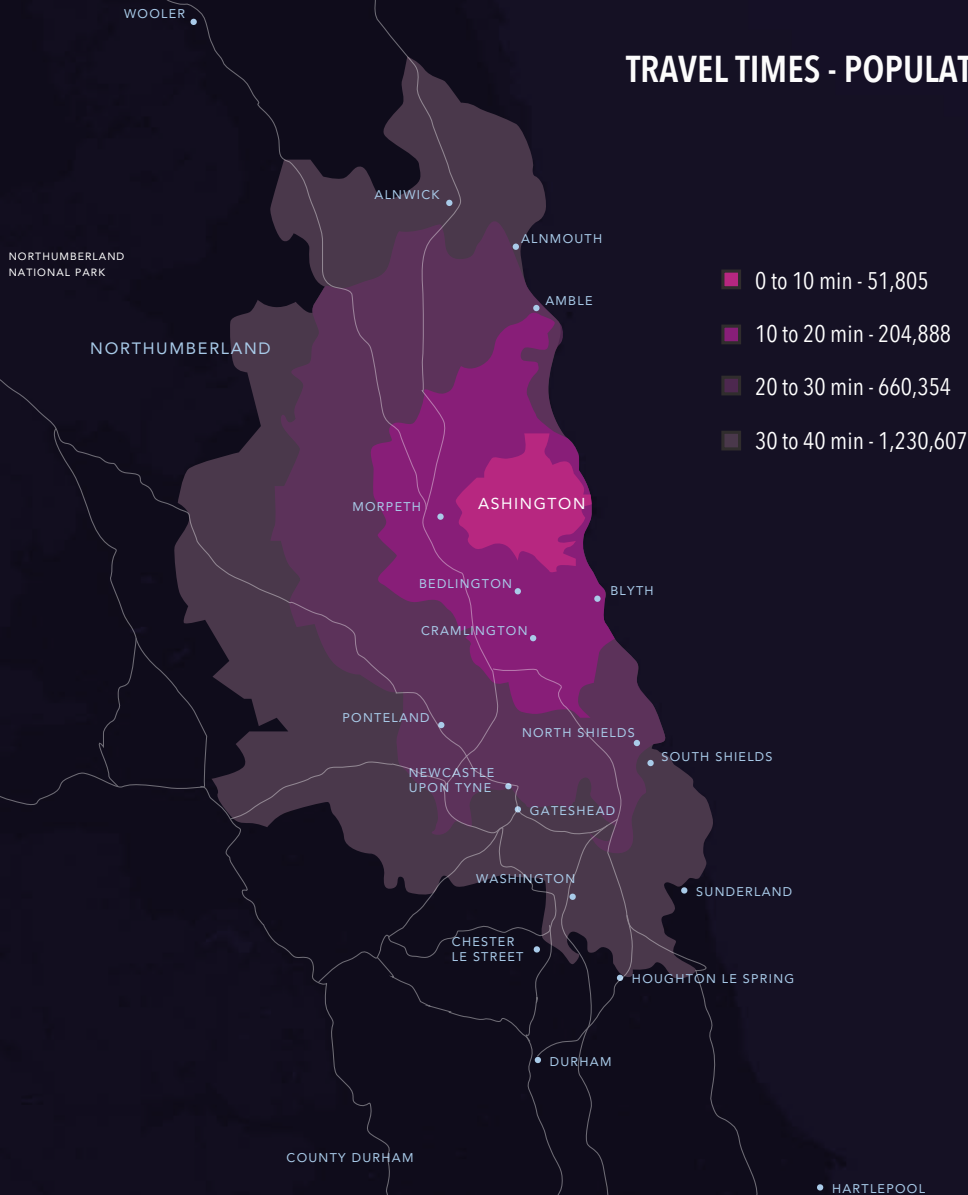 WOOLER
TRAVEL TIMES - POPULAT
ALNWICK
ALNMOUTH
NORTHUMBERLAND
NATIONAL PARK
0 to 10 min - 51,805
AMBLE
10 to 20 min - 204,888
NORTHUMBERLAND
20 to 30 min - 660,354
30 to 40 min - 1,230,607
ASHINGTON
MORPETH
BEDLINGTON
BLYTH
CRAMLINGTON
PONTELAND
NORTH SHIELDS
SOUTH SHIELDS
NEWCASTLE
UPON TYNE
GATESHEAD
WASHINGTON
SUNDERLAND
CHESTER
LE STREET
HOUGHTON LE SPRING
DURHAM
COUNTY DURHAM
HARTLEPOOL